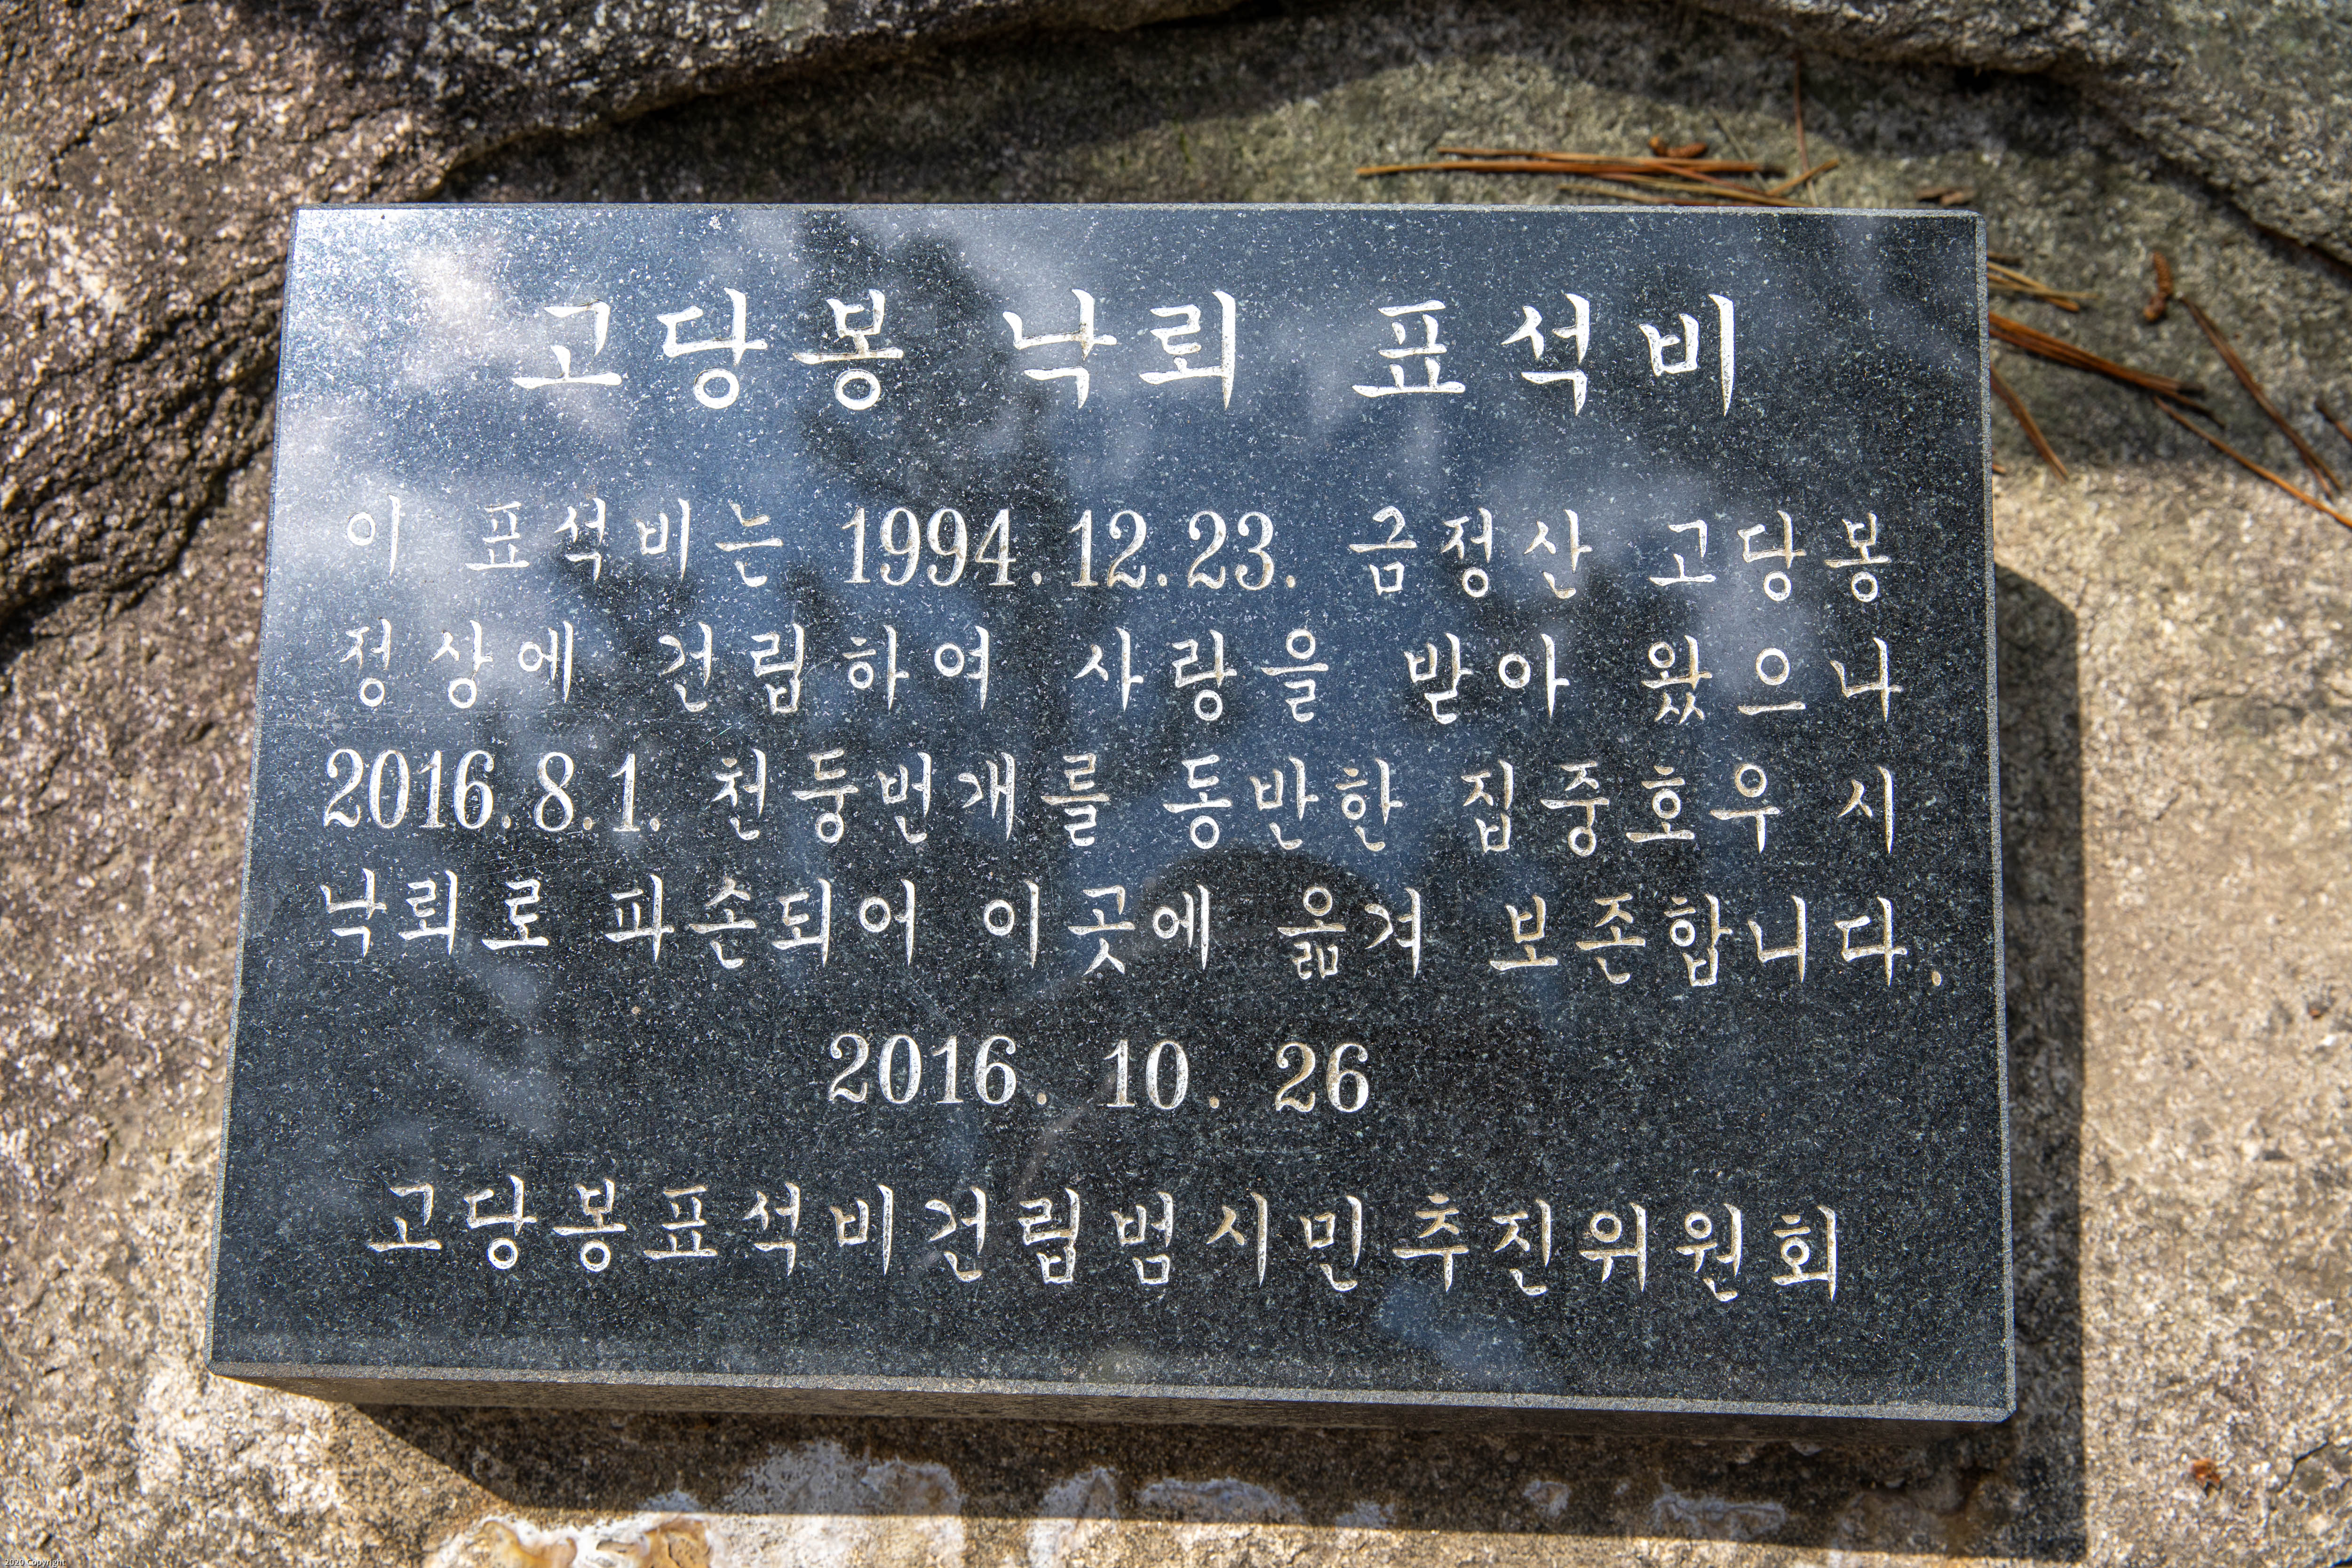 고당봉 낙뢰 표석비
이 표석비는 1994.12.23. 금정산 고당봉
정상에 건립하여 사랑을 받아 왔으나
2016.8.1. 천둥번개를 동반한 집중호우 시
낙뢰로 파손되어 이곳에 옮겨 보존합니다.
2016. 10. 26
고당봉표석비건립범시민추진위원회
2020 Copyright